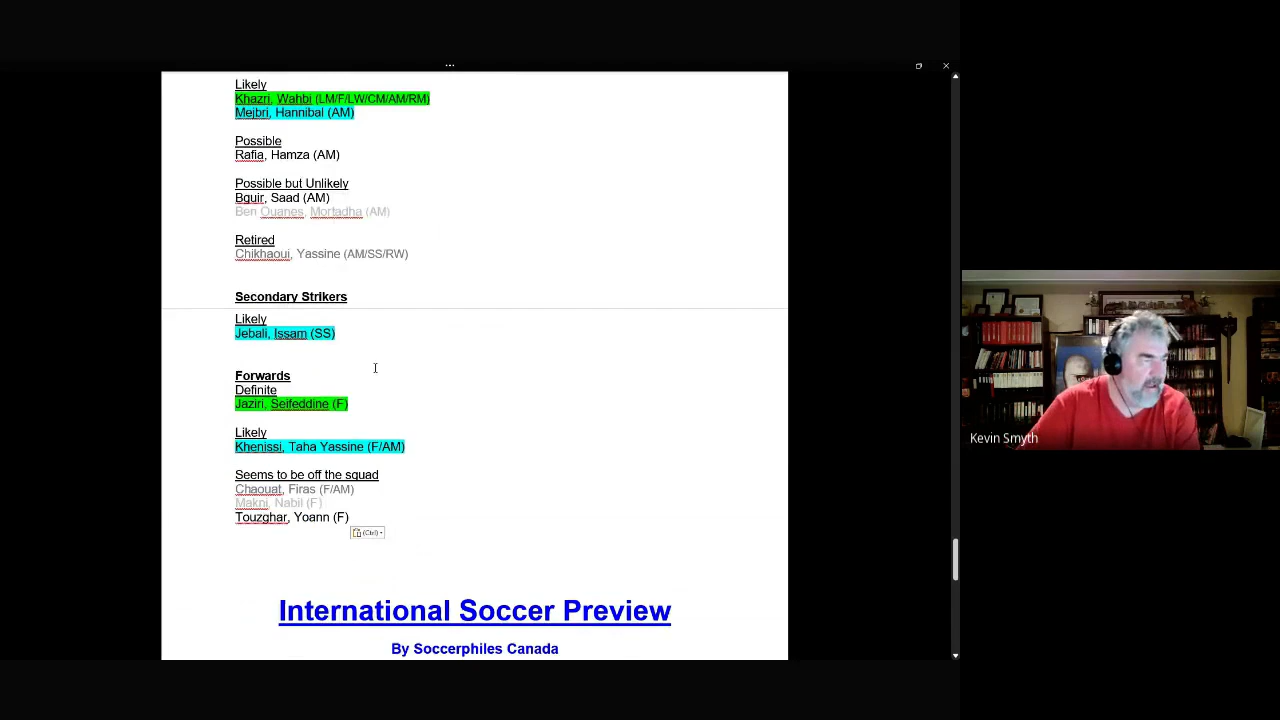 Likely
Khazri, Wahbi (LM/F/LW/CM/AM/RM)
Mejbri, Hannibal (AM)
Possible
Rafia, Hamza (AM)
Possible but Unlikely
Bguir, Saad (AM)
Ben Ouanes, Mortadha (AM)
Retired
Chikhaoui, Yassine (AM/SS/RW)
Secondary Strikers
Likely
Jebali, Issam (SS)
Forwards
Definite
Jaziri, Seifeddine (F)
Likely
Khenissi, Taha Yassine (F/AM)
Seems to be off the squad
Chaouat, Firas (F/AM)
Makni, Nabil (F)
Touzghar, Yoann (F)
(Ctrl)
International Soccer Preview
By Soccerphiles Canada
Kevin Smyth